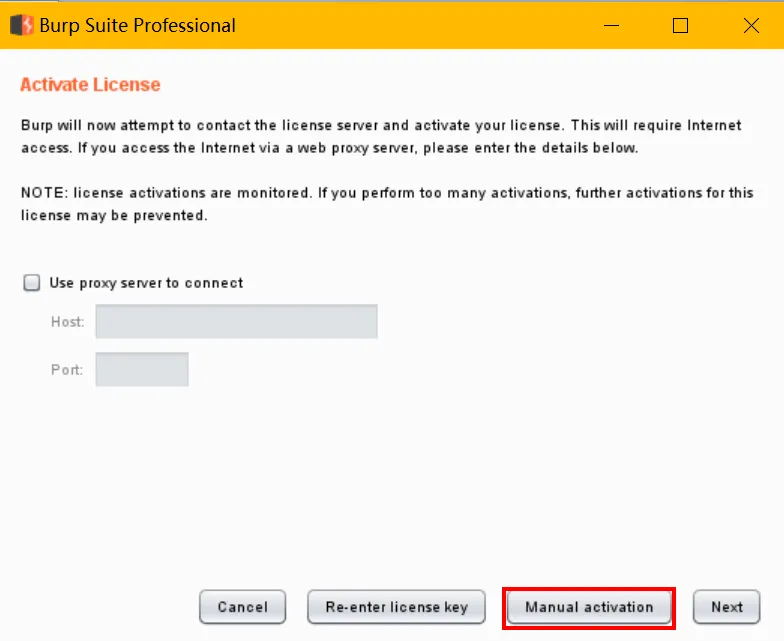 Burp Suite Professional
Activate License
Burp will now attempt to contact the license server and activate your license. This will require Internet
access. If you access the Internet via a web proxy server, please enter the details below.
NOTE: license activations are monitored. If you perform too many activations, further activations for this
license may be prevented.
Use proxy server to connect
Host:
Port:
Cancel Re-enter license key Manual activation Next